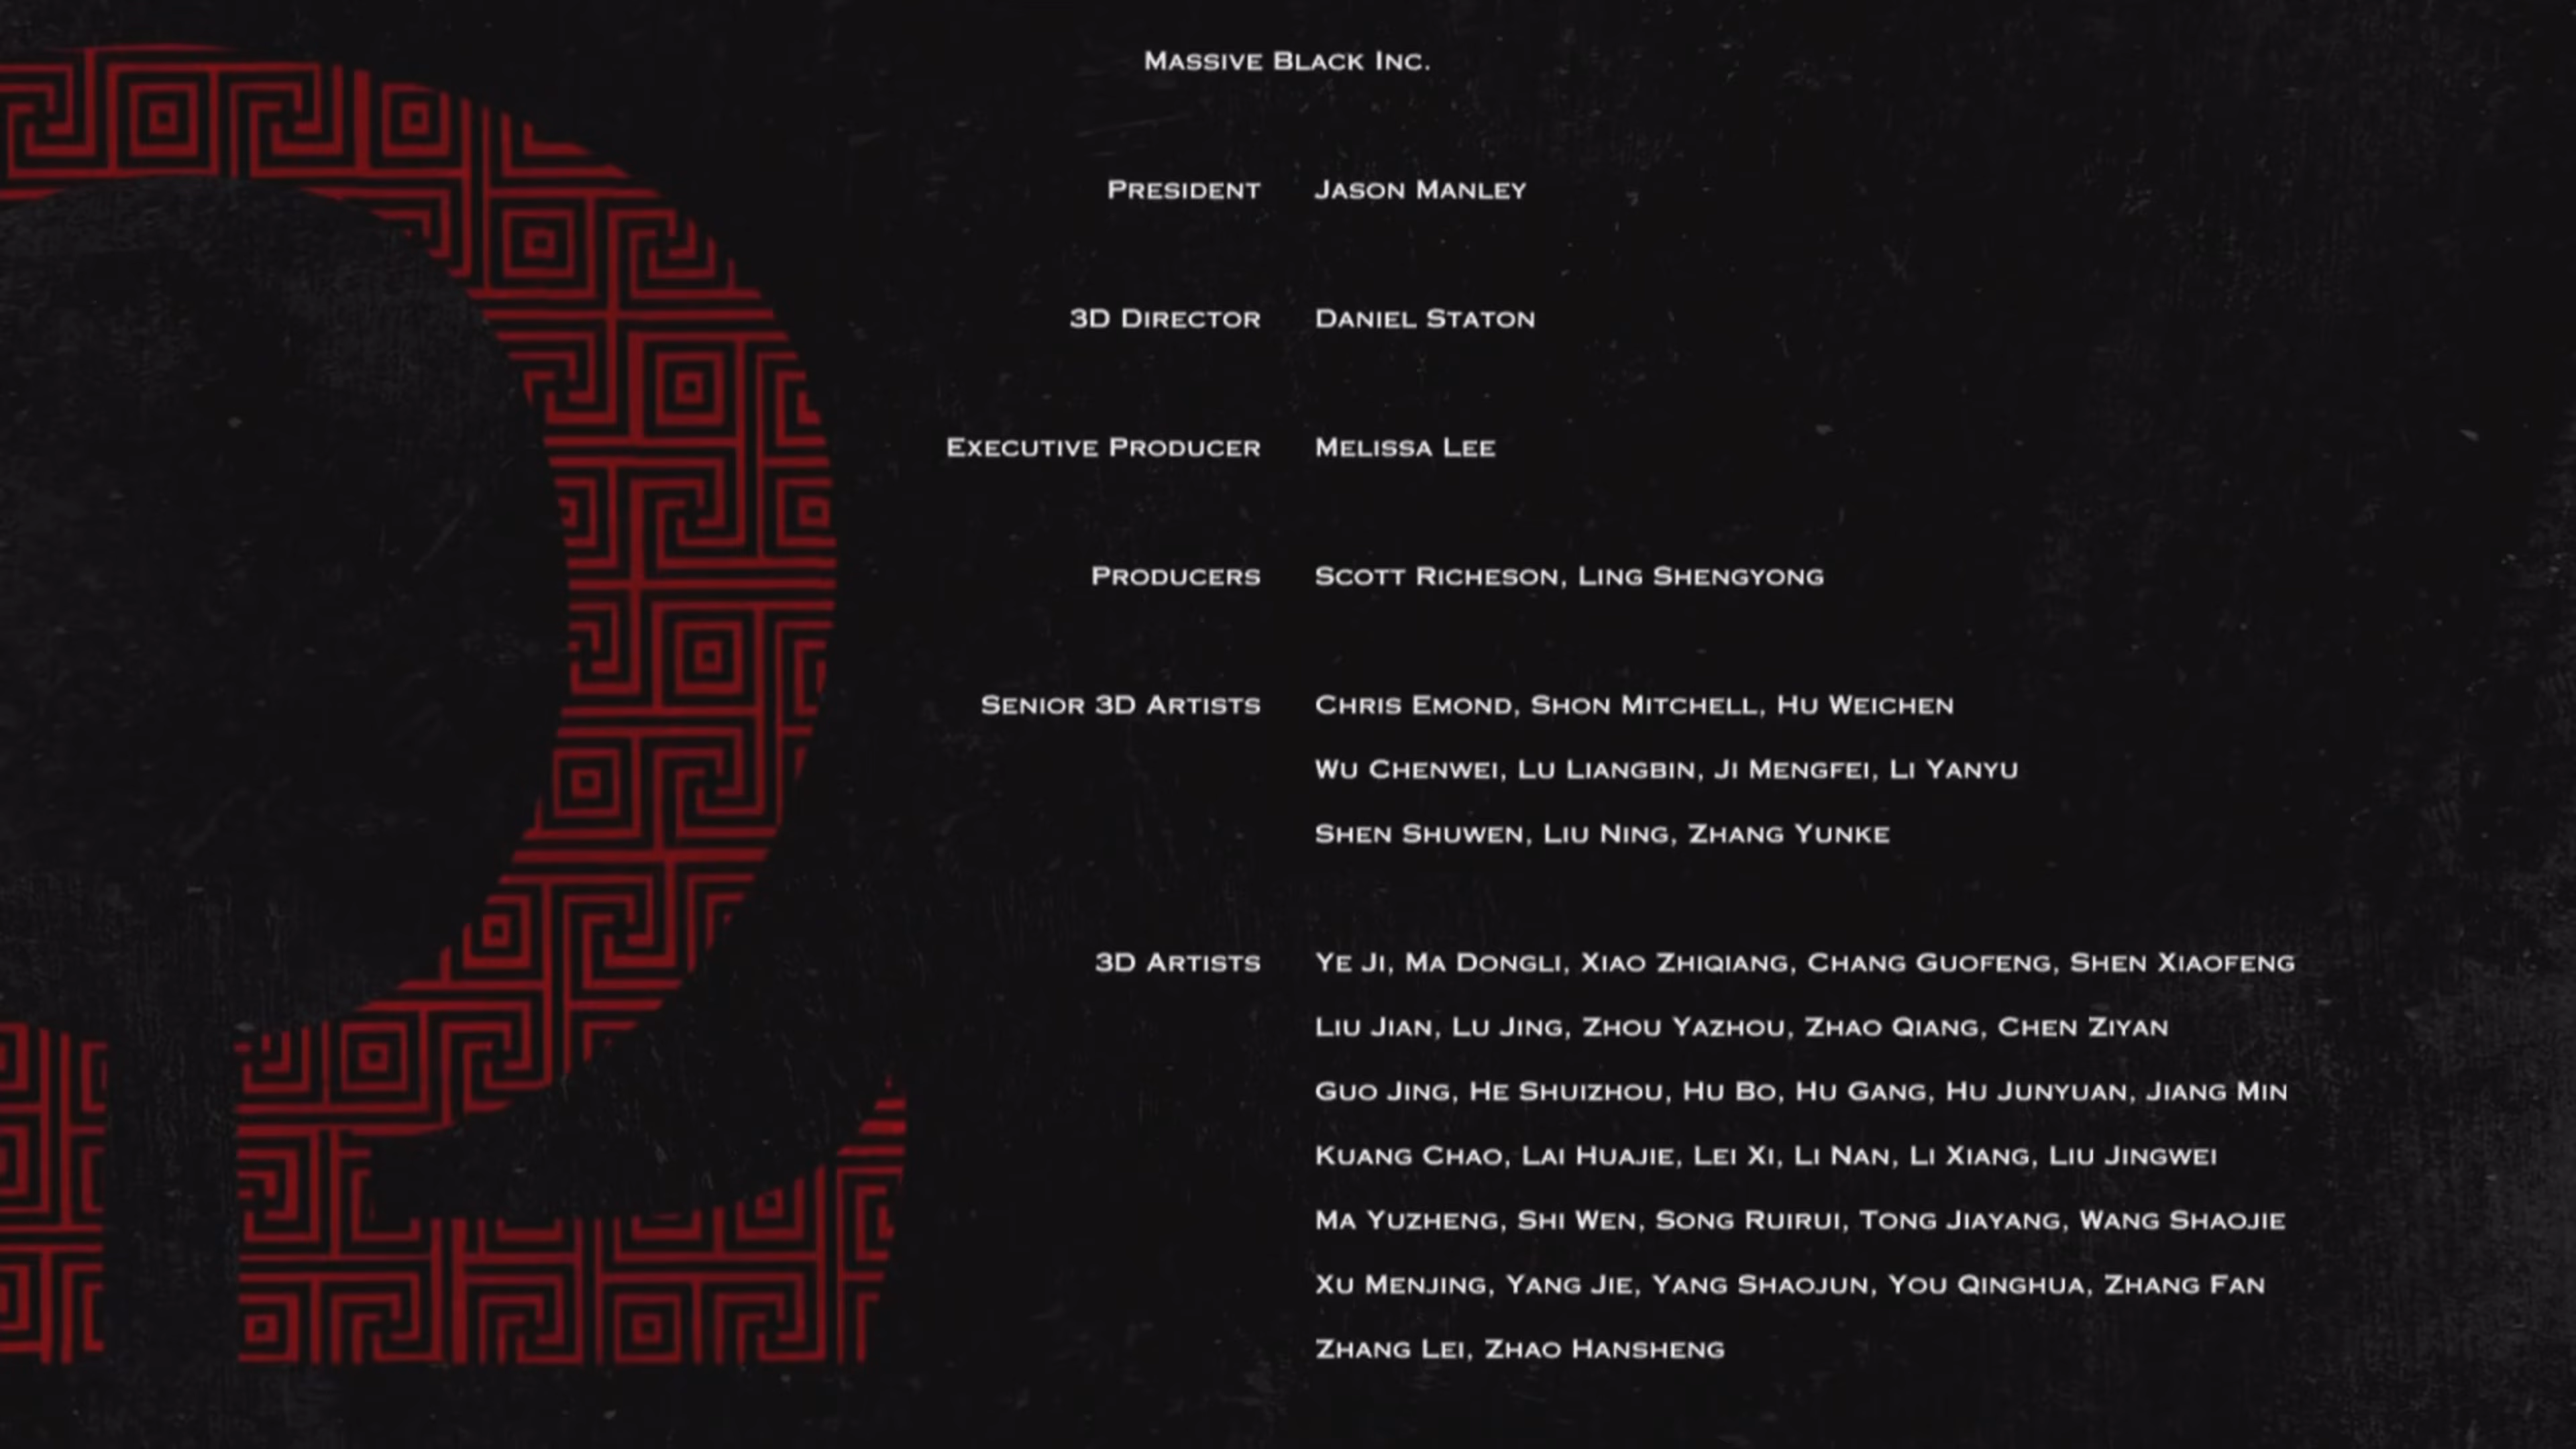 Massive Black Inc.
President Jason Manley
3D Director Daniel Staton
Executive Producer Melissa Lee
Producers Scott Richeson, Ling Shengyong
Senior 3D Artists Chris Emond, Shon Mitchell, Hu Weichen
Wu Chenwei, Lu Liangbin, Ji Mengfei, Li Yanyu
Shen Shuwen, Liu Ning, Zhang Yunke
3D Artists Ye Ji, Ma Dongli, Xiao Zhiqiang, Chang Guofeng, Shen Xiaofeng
Liu Jian, Lu Jing, Zhou Yazhou, Zhao Qiang, Chen Ziyan
Guo Jing, He Shuizhou, Hu Bo, Hu Gang, Hu Junyuan, Jiang Min
Kuang Chao, Lai Huajie, Lei Xi, Li Nan, Li Xiang, Liu Jingwei
Ma Yuzheng, Shi Wen, Song Ruirui, Tong Jiayang, Wang Shaojie
Xu Menjing, Yang Jie, Yang Shaojun, You Qinghua, Zhang Fan
Zhang Lei, Zhao Hansheng